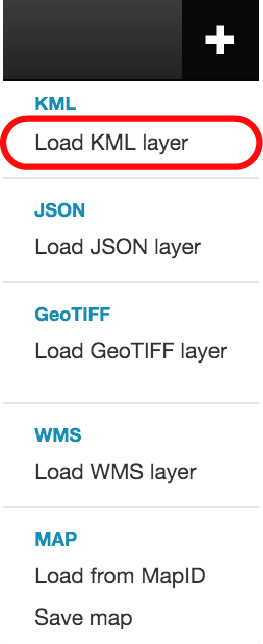 KML
Load KML layer
JSON
Load JSON layer
GeoTIFF
Load GeoTIFF layer
WMS
Load WMS layer
MAP
Load from MapID
Save map